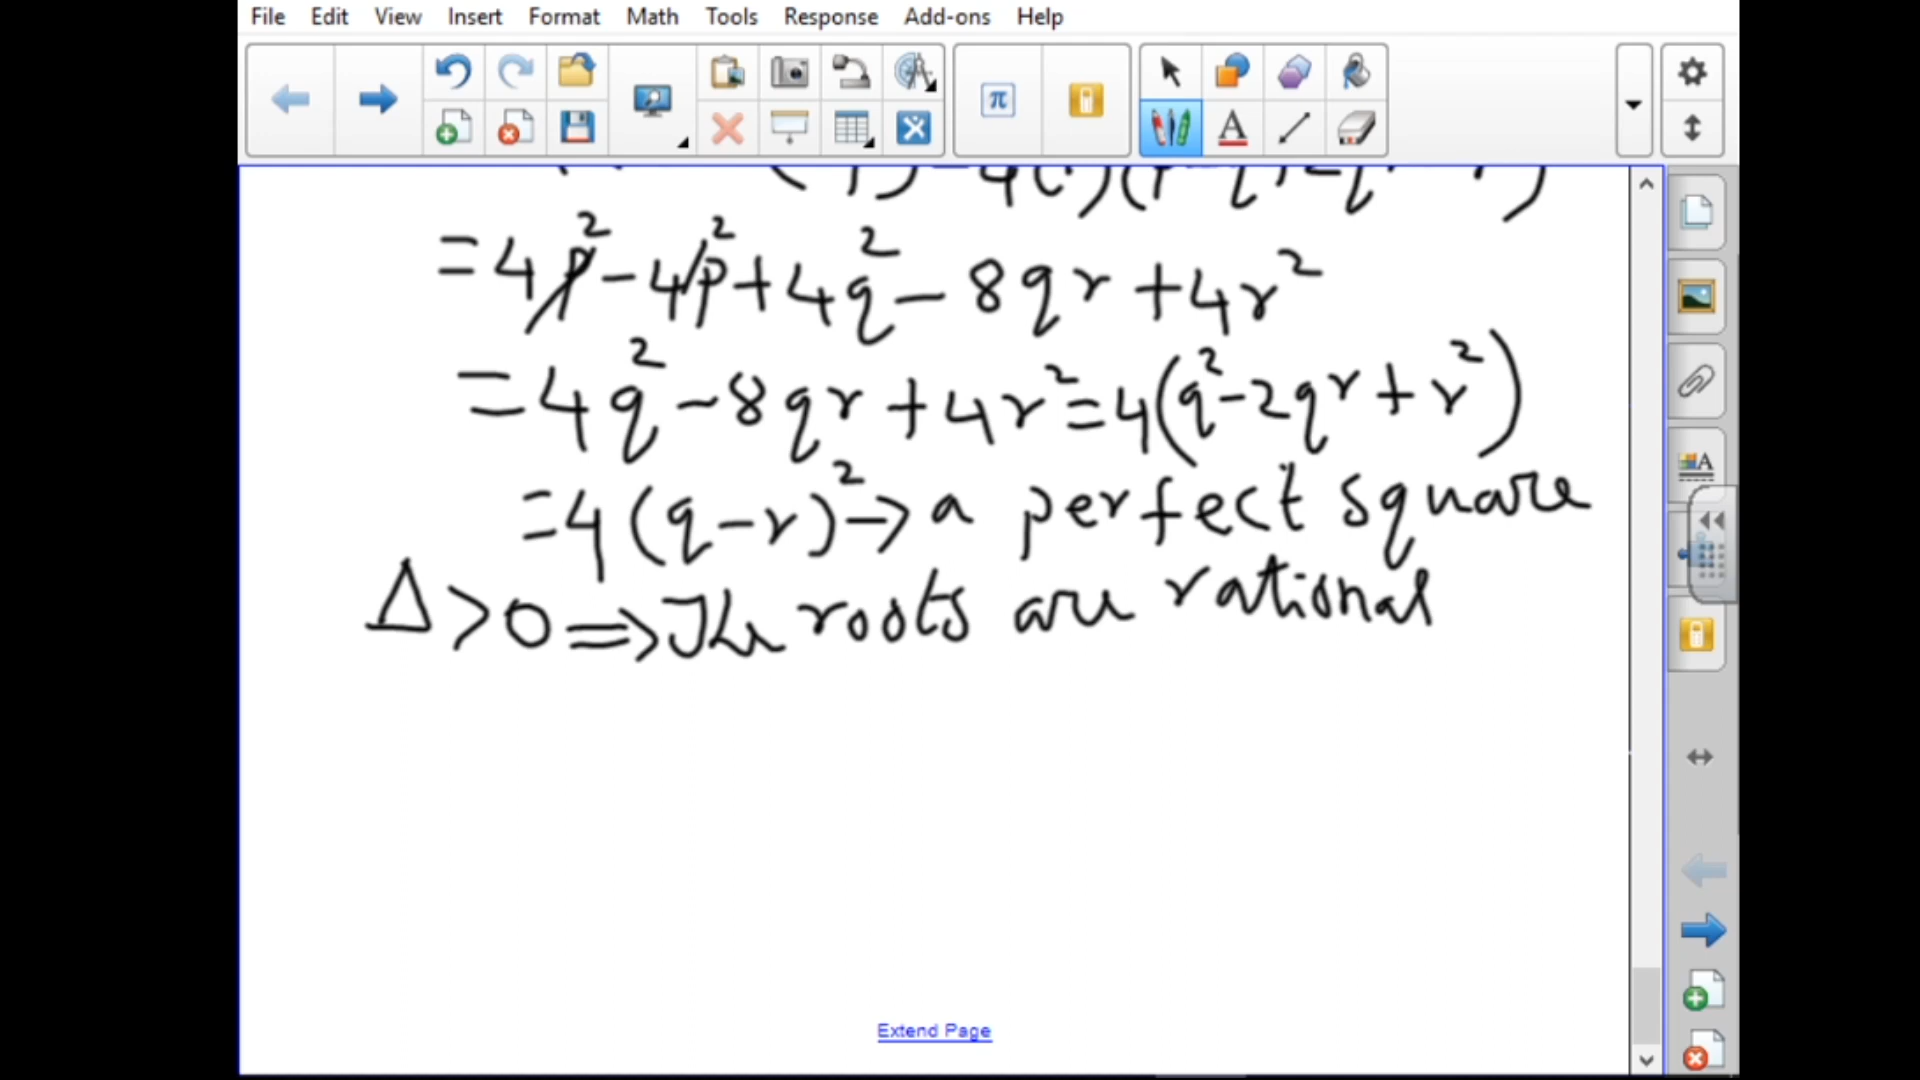 File Edit View Insert Format Math Tools Response Add-ons Help
= 4p² - 4p² + 4q² - 8qr + 4r²
= 4q² - 8qr + 4r² = 4(q² - 2qr + r²)
= 4(q - r)² → a perfect square
Δ > 0 ⇒ The roots are rational
Extend Page